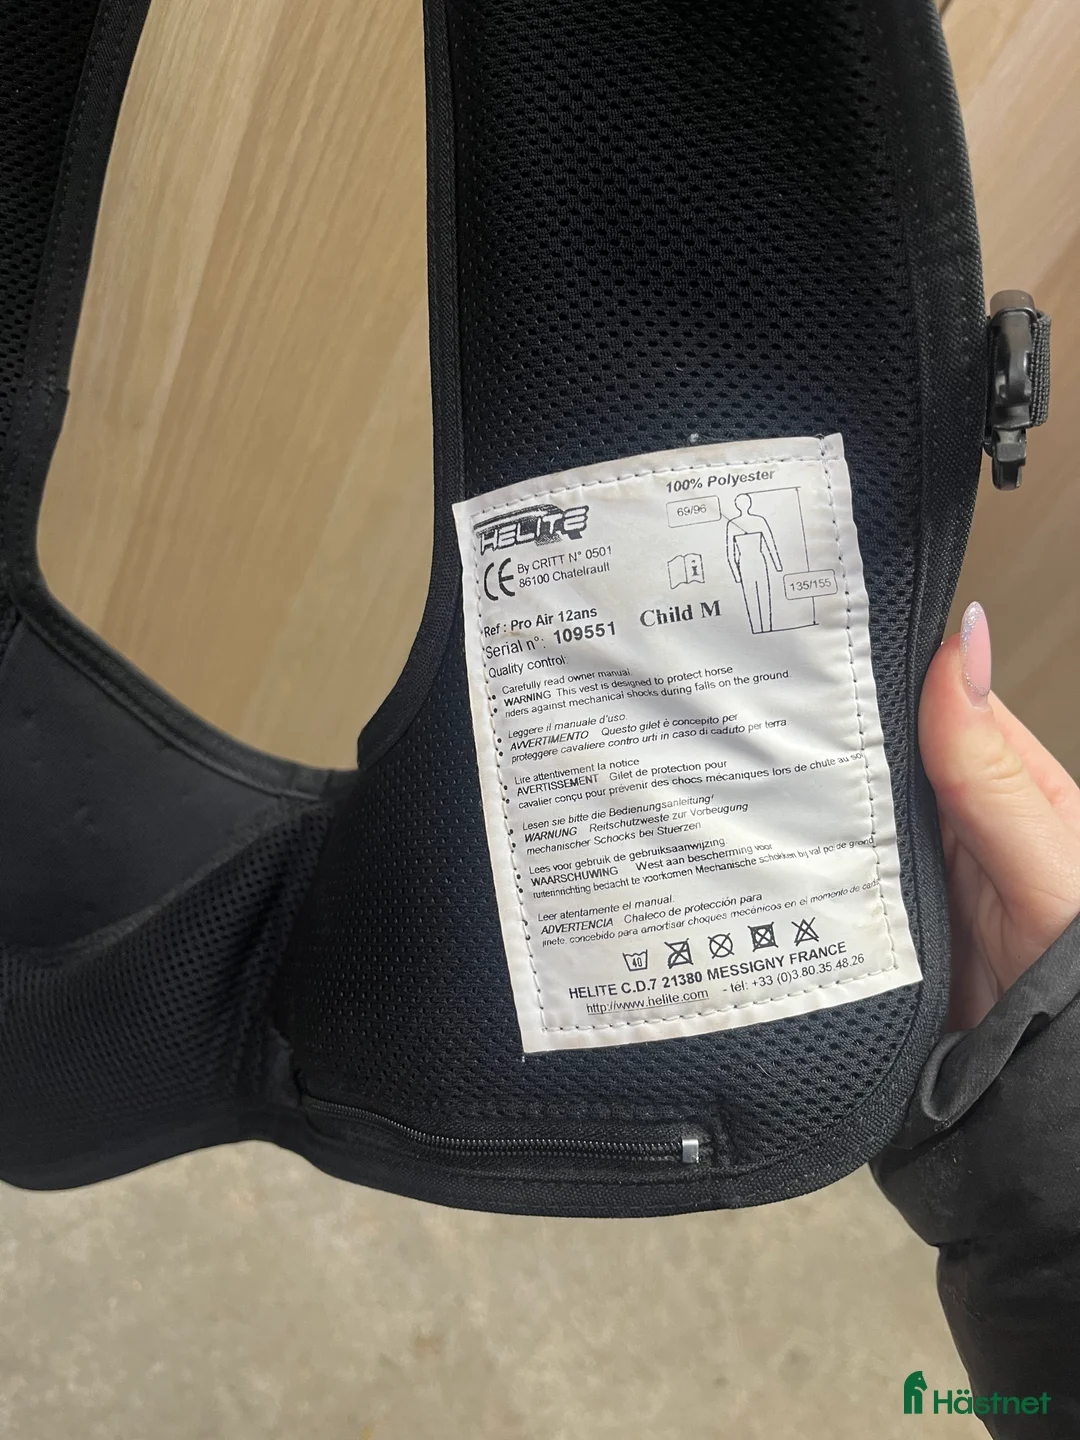 100% Polyester
HELITE
69/96
CE By CRITT N° 0501
86100 Chatelrault
135/155
Ref : Pro Air 12ans
Child M
Serial n°: 109551
Quality control:
Carefully read owner manual.
WARNING This vest is designed to protect horse
riders against mechanical shocks during falls on the ground.
Leggere il manuale d'uso.
AVVERTIMENTO Questo gilet è concepito per
proteggere cavaliere contro urti in caso di caduto per terra
Lire attentivement la notice
AVERTISSEMENT Gilet de protection pour
cavalier conçu pour prévenir des chocs mécaniques lors de chute au sol
Lesen sie bitte die Bedienungsanleitung!
WARNUNG Reitschutzweste zur Vorbeugung
mechanischer Schocks bei Stuerzen
Lees voor gebruik de gebruiksaanwijzing
WAARSCHUWING West aan bescherming voor
ruiterinrichting bedacht te voorkomen Mechanische schokken bij val po de grond
Leer atentamente el manual.
ADVERTENCIA Chaleco de protección para
jinete concebido para amortisar choques mecánicos en el momento de
40
HELITE C.D.7 21380 MESSIGNY FRANCE
http://www.helite.com - tél: +33 (0)3.80.35 48.26
Hästnet